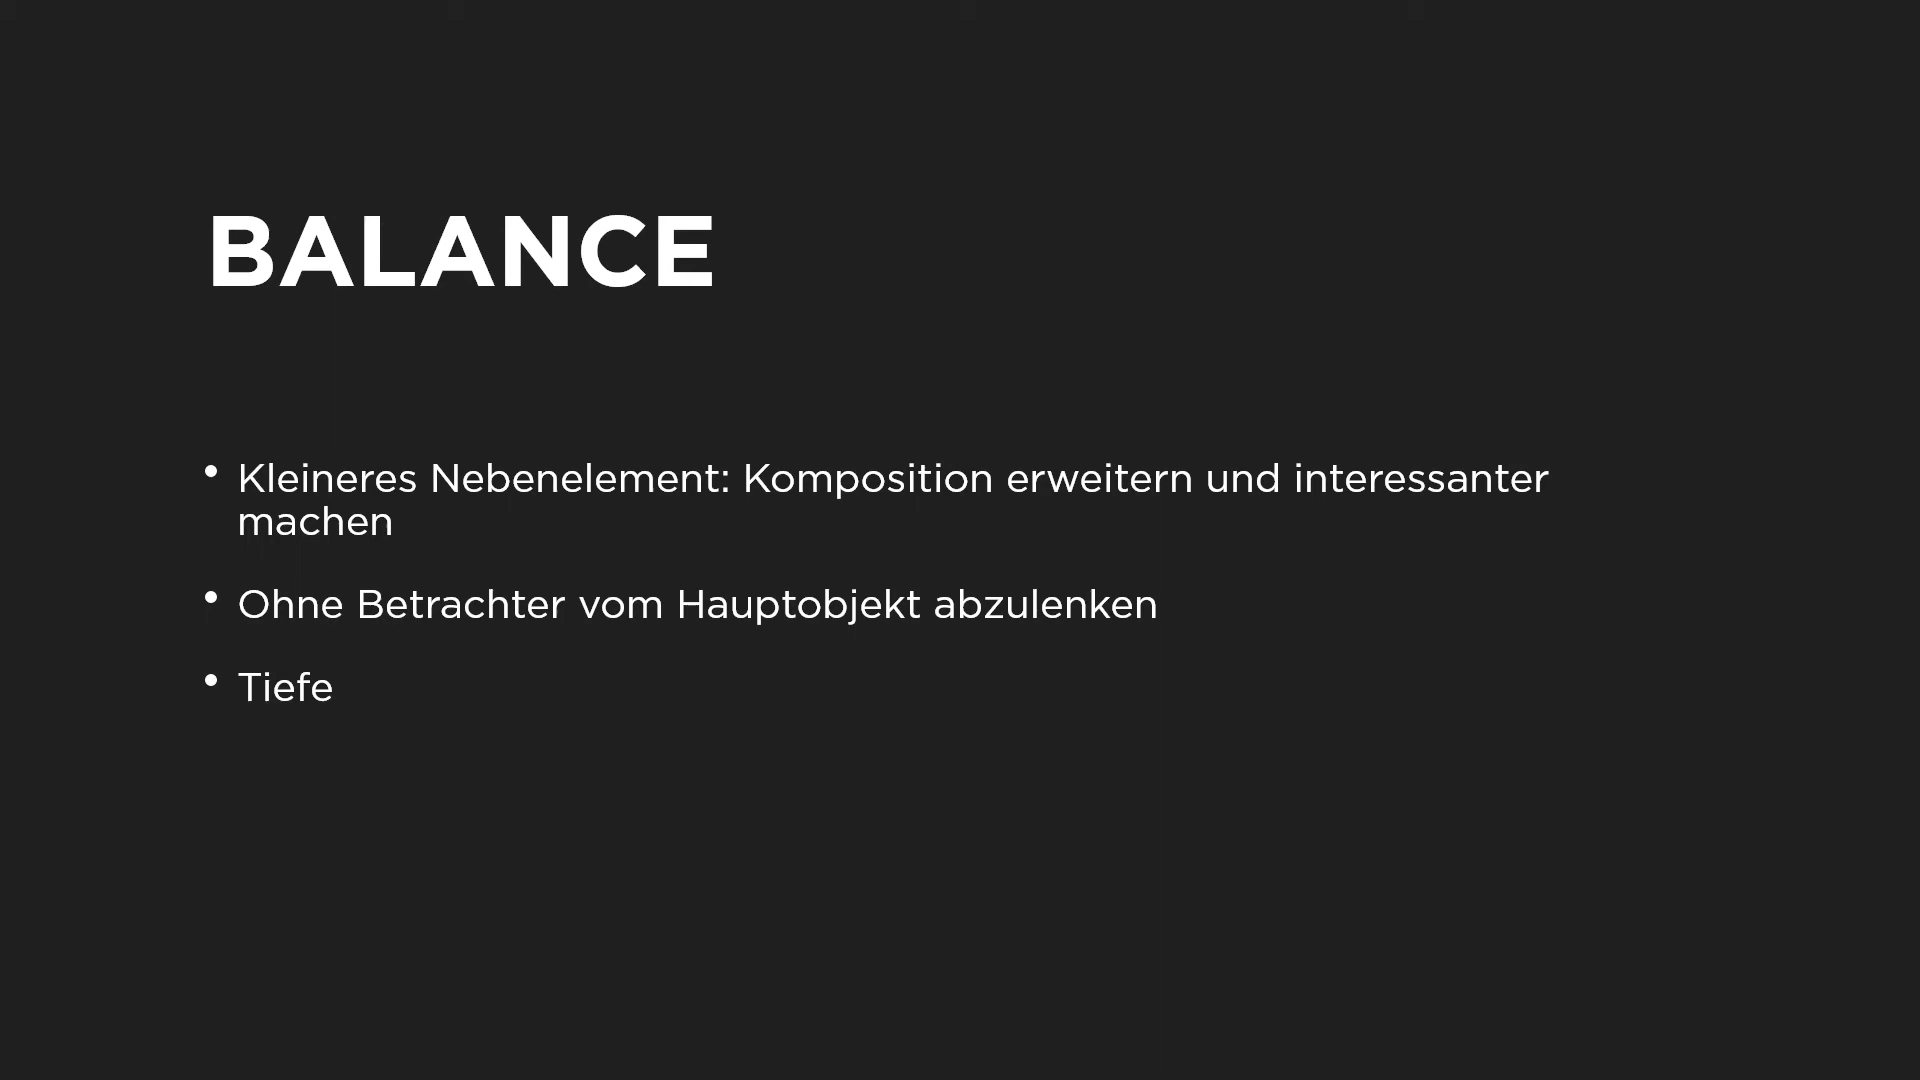 BALANCE
• Kleineres Nebenelement: Komposition erweitern und interessanter
machen
• Ohne Betrachter vom Hauptobjekt abzulenken
• Tiefe